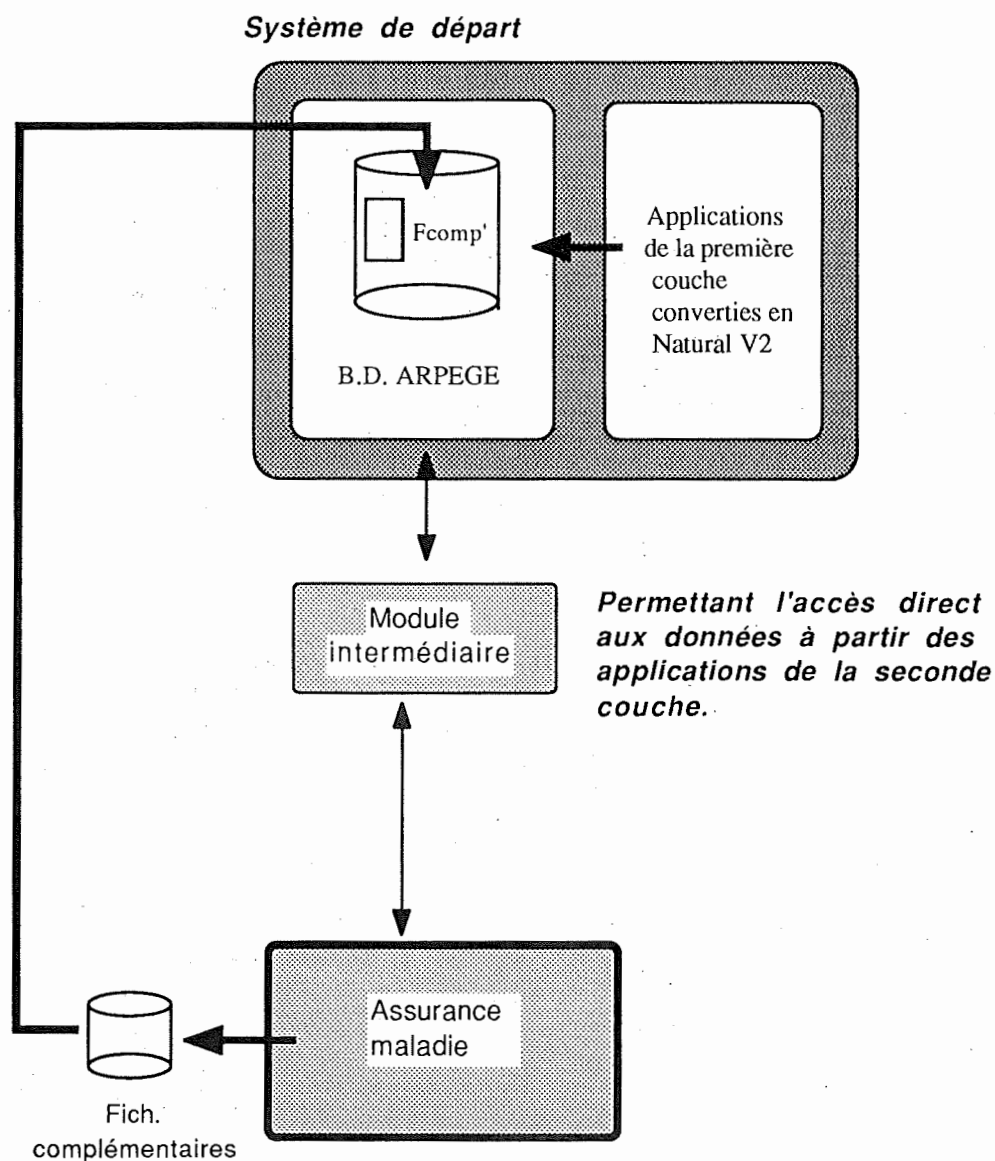 Système de départ
Fcomp'
B.D. ARPEGE
Applications
de la première
couche
converties en
Natural V2
Module
intermédiaire
Permettant l'accès direct
aux données à partir des
applications de la seconde
couche.
Assurance
maladie
Fich.
complémentaires